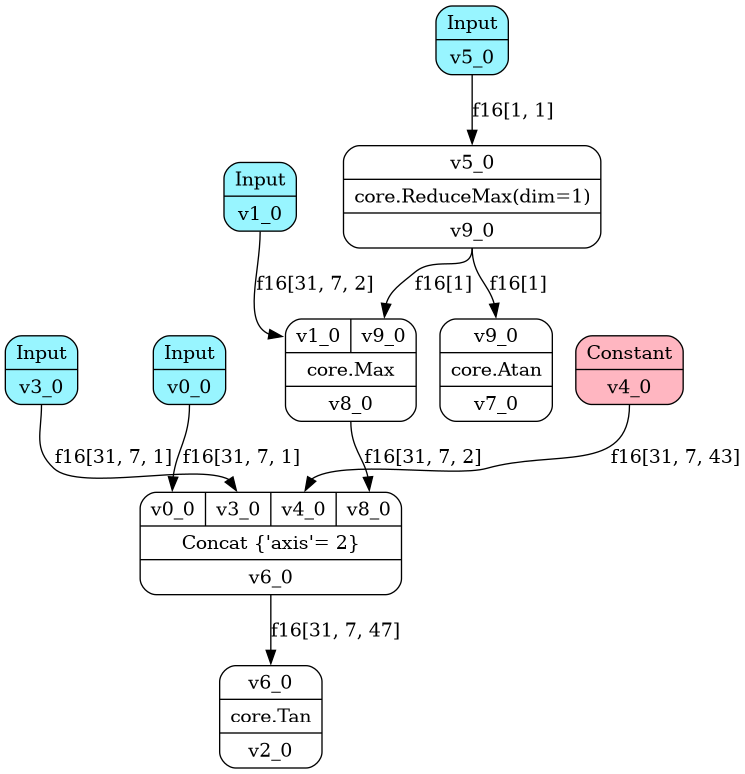 Input
v5_0
f16[1, 1]
v5_0
core.ReduceMax(dim=1)
v9_0
Input
v1_0
f16[31, 7, 2]
f16[1]
f16[1]
v1_0 v9_0
core.Max
v8_0
v9_0
core.Atan
v7_0
Input
v3_0
Input
v0_0
Constant
v4_0
f16[31, 7, 1]
f16[31, 7, 1]
f16[31, 7, 2]
f16[31, 7, 43]
v0_0 v3_0 v4_0 v8_0
Concat {'axis'= 2}
v6_0
f16[31, 7, 47]
v6_0
core.Tan
v2_0